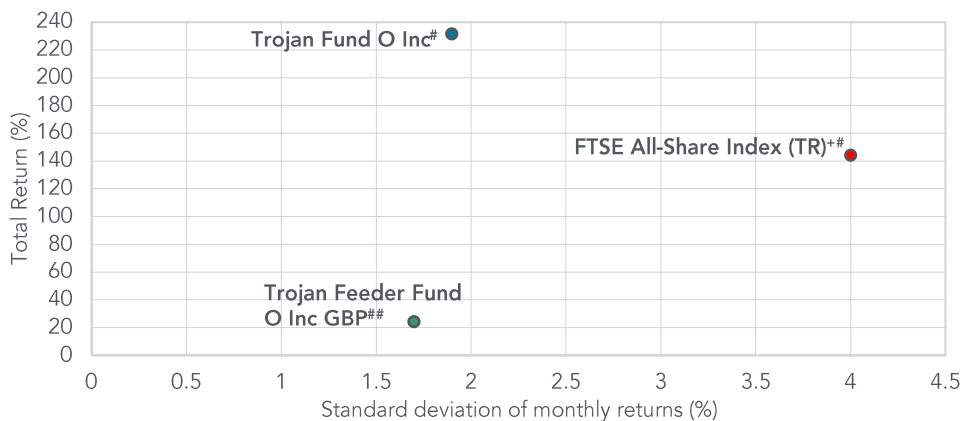 240
220
200
180
160
140
120
100
80
60
40
20
0
Total Return (%)
Trojan Fund O Inc#
FTSE All-Share Index (TR)+#
Trojan Feeder Fund
O Inc GBP##
0 0.5 1 1.5 2 2.5 3 3.5 4 4.5
Standard deviation of monthly returns (%)